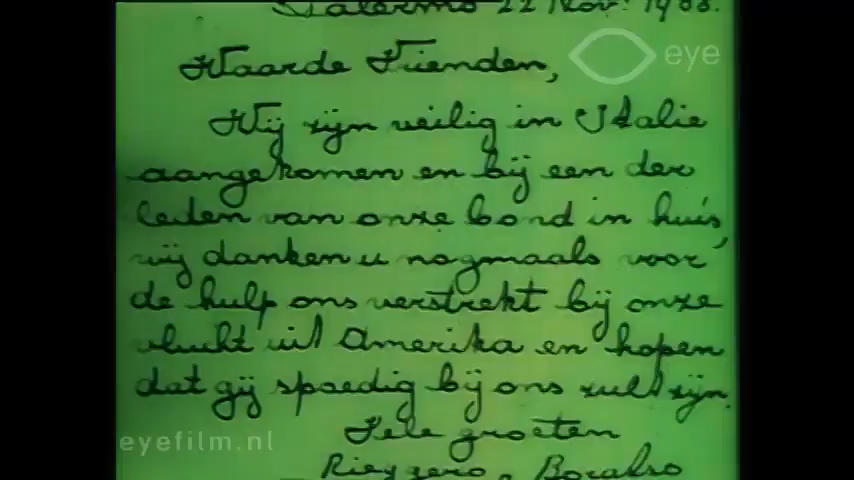 Palermo 22 Nov.
eye
Waarde Vrienden,
Wij zijn veilig in Italie
aangekomen en bij een der
leden van onze bond in huis,
wij danken u nogmaals voor
de hulp ons verstrekt bij onze
vlucht uit Amerika en hopen
dat gij spoedig bij ons zult zijn.
Vele groeten
eyefilm.nl